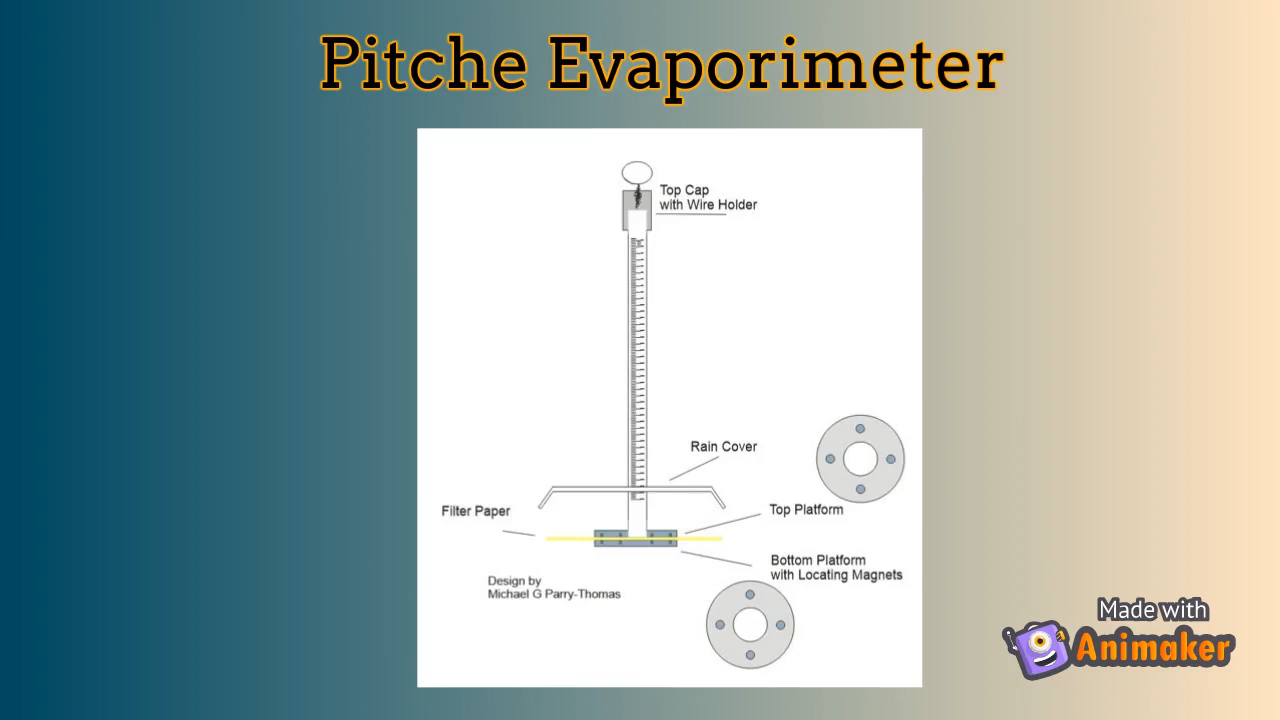 Pitche Evaporimeter
Top Cap
with Wire Holder
Rain Cover
Filter Paper
Top Platform
Bottom Platform
with Locating Magnets
Design by
Michael G Parry-Thomas
Made with
Animaker